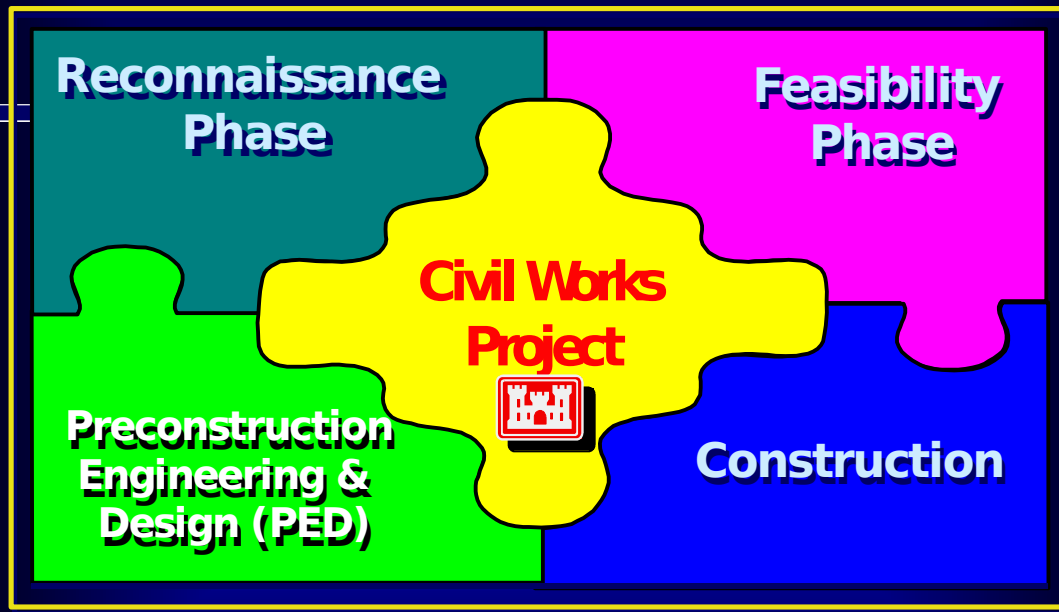 Reconnaissance
Phase
Feasibility
Phase
Civil Works
Project
Preconstruction
Engineering &
Design (PED)
Construction